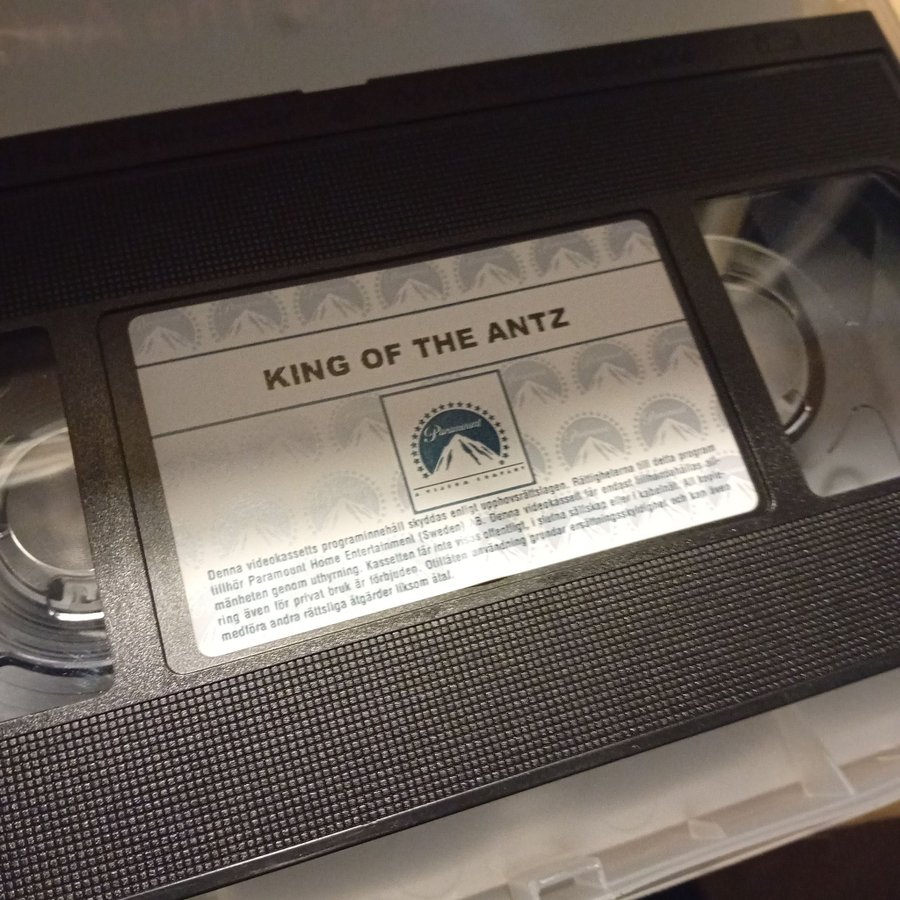 KING OF THE ANTZ
Paramount
A VIACOM COMPANY
Denna videokassetts programinnehåll skyddas enligt upphovsrättslagen. Rättigheterna till detta program
tillhör Paramount Home Entertainment (Sweden) AB. Denna videokassett får endast tillhandahållas all-
mänheten genom uthyrning. Kassetten får inte visas offentligt, i slutna sällskap eller i kabelnät. All kopie-
ring även för privat bruk är förbjuden. Otillåten användning grundar ersättningsskyldighet och kan även
medföra andra rättsliga åtgärder liksom åtal.